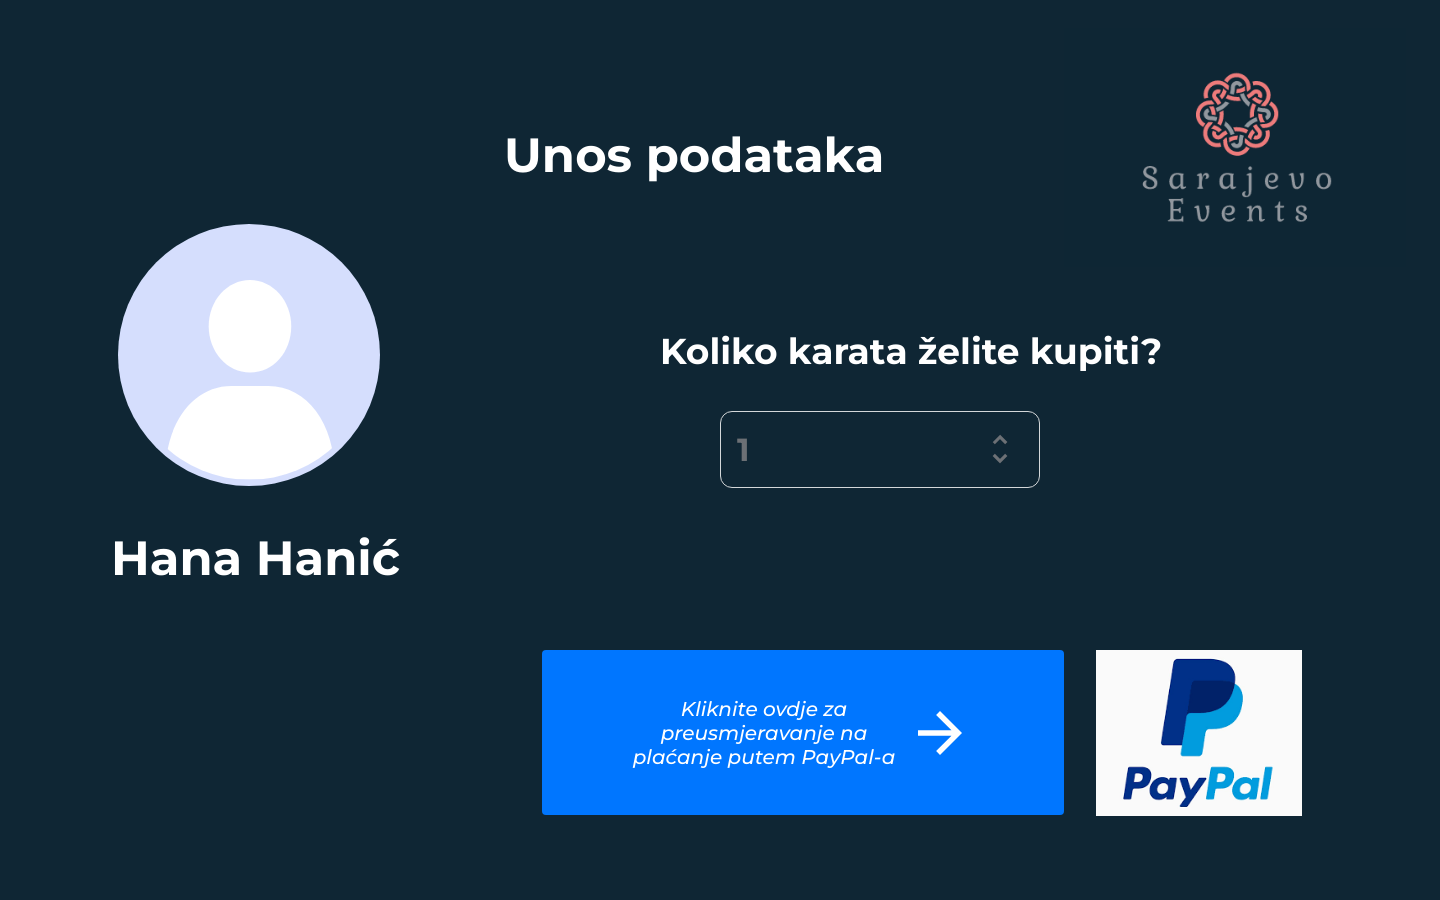 Sarajevo
Events
Unos podataka
Koliko karata želite kupiti?
1
Hana Hanić
Kliknite ovdje za
preusmjeravanje na
plaćanje putem PayPal-a
PayPal